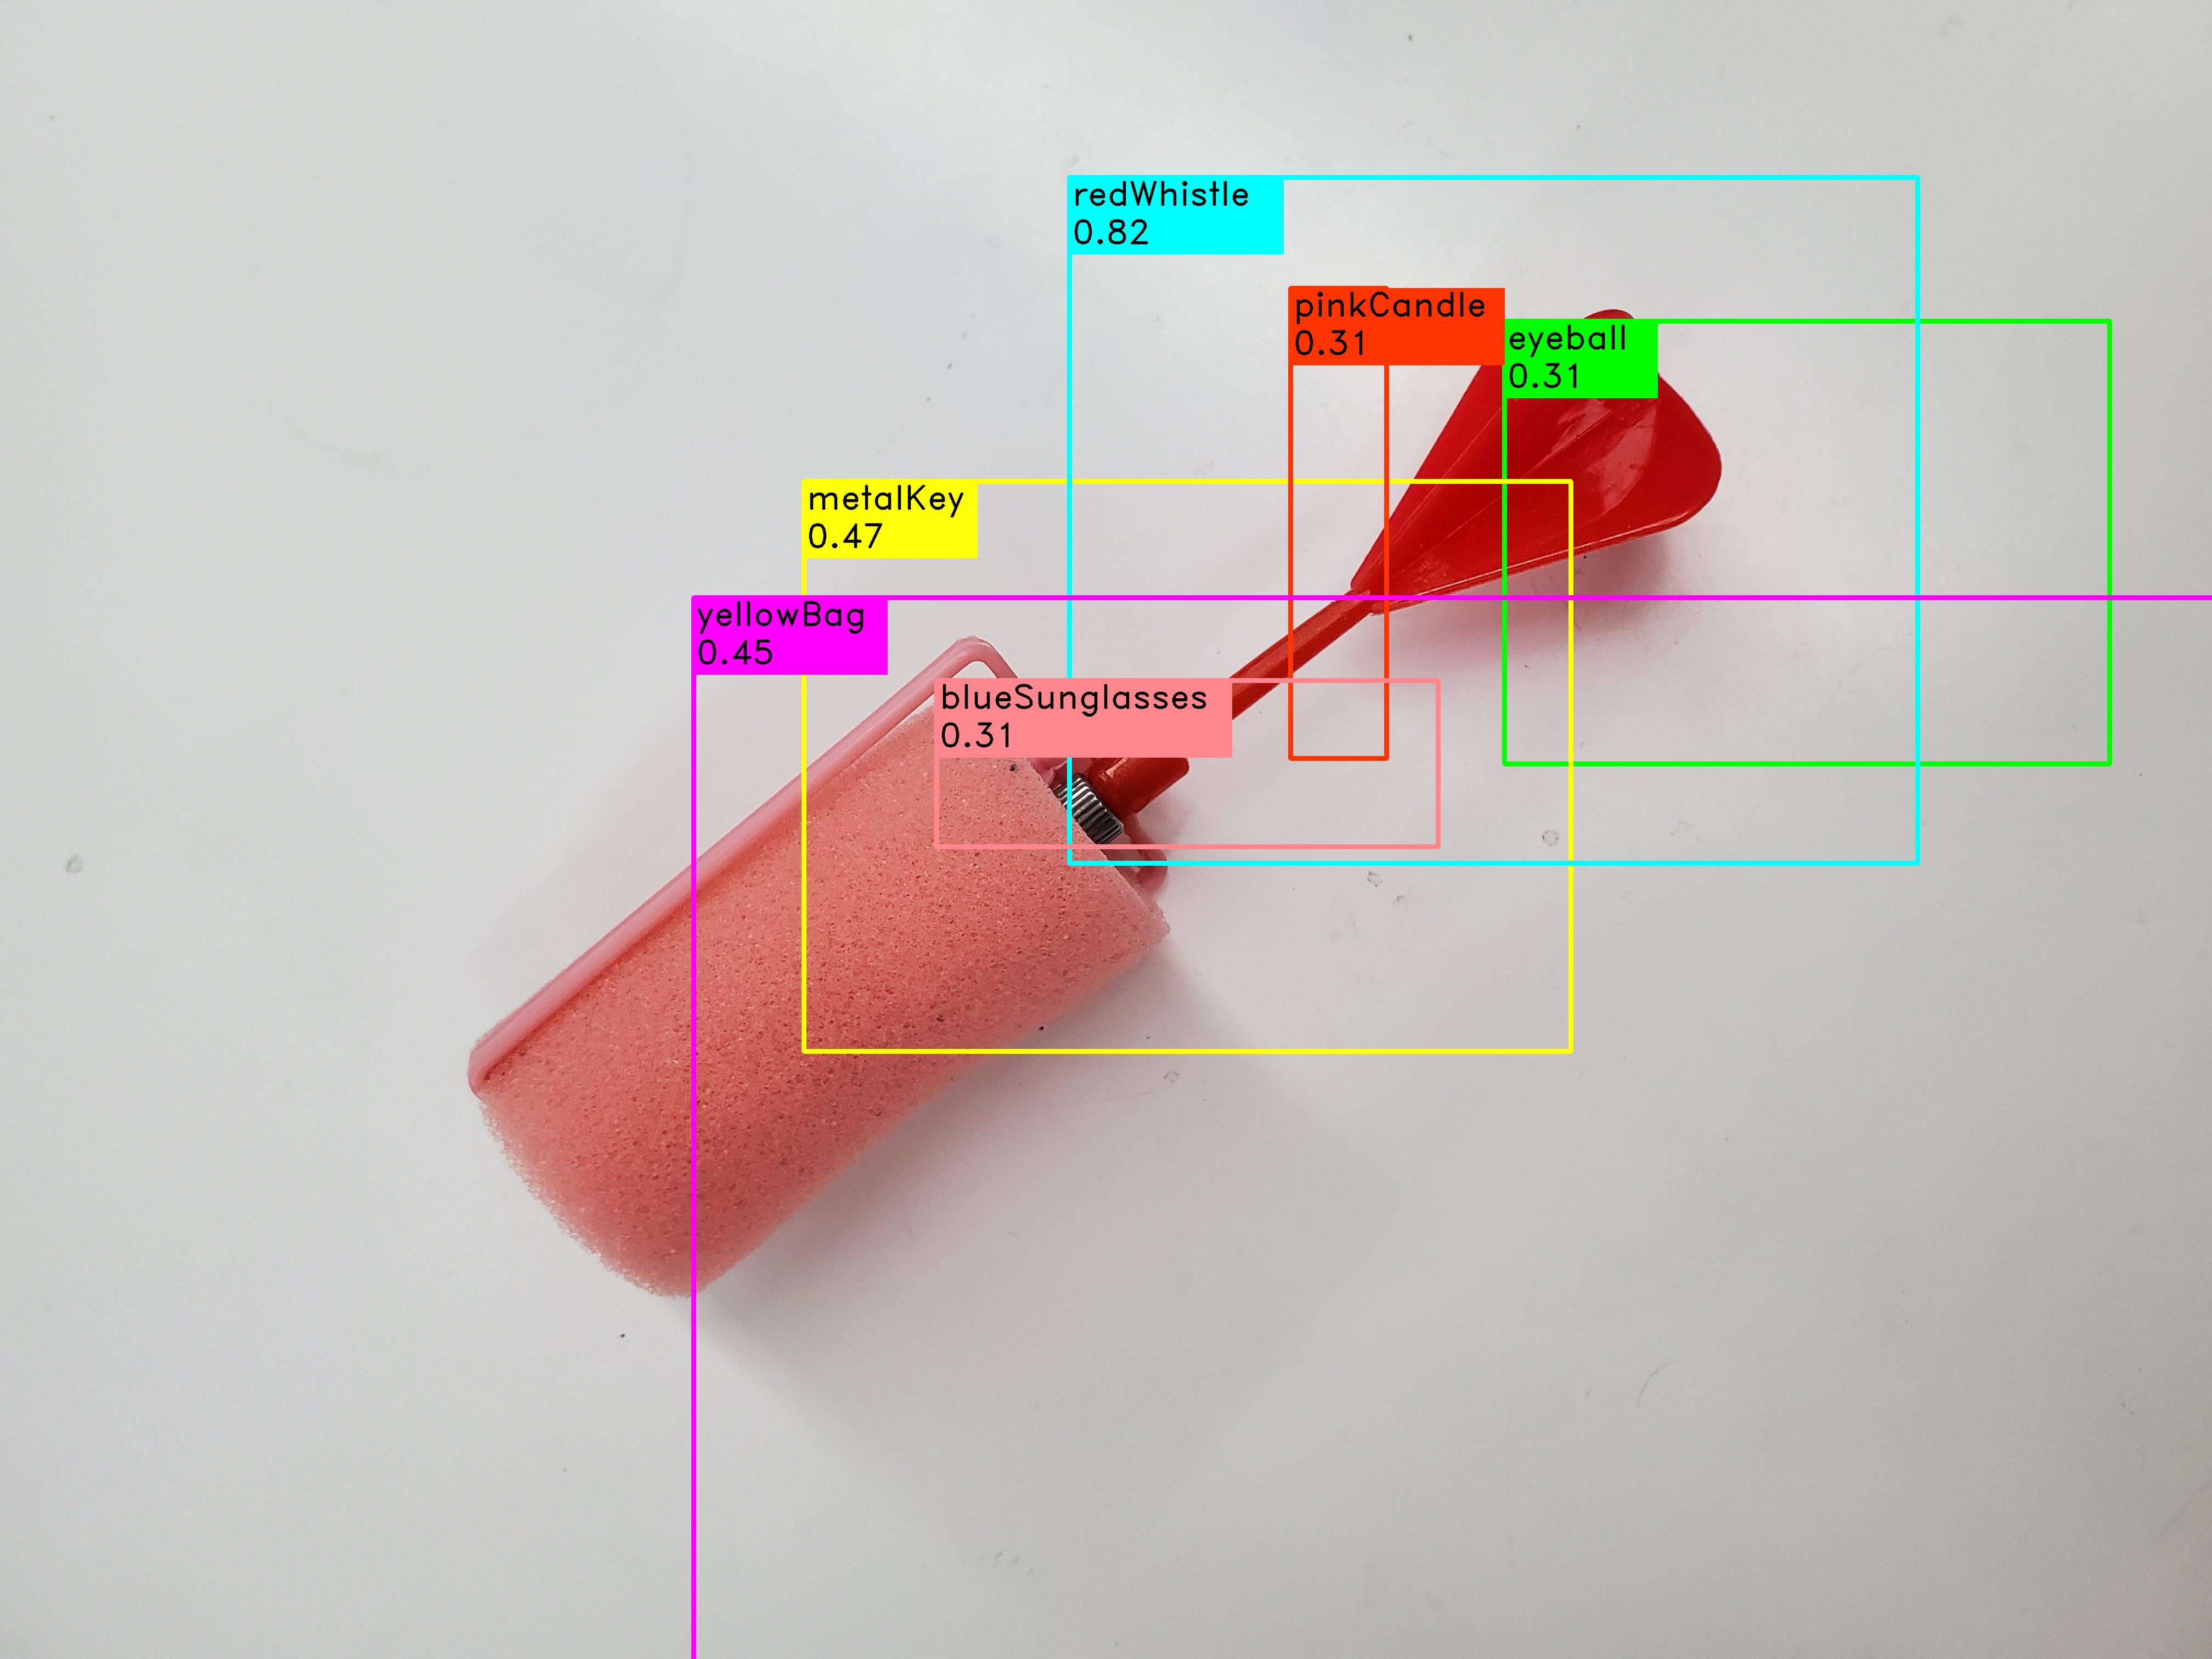 redWhistle
0.82
pinkCandle
0.31
eyeball
0.31
metalKey
0.47
yellowBag
0.45
blueSunglasses
0.31